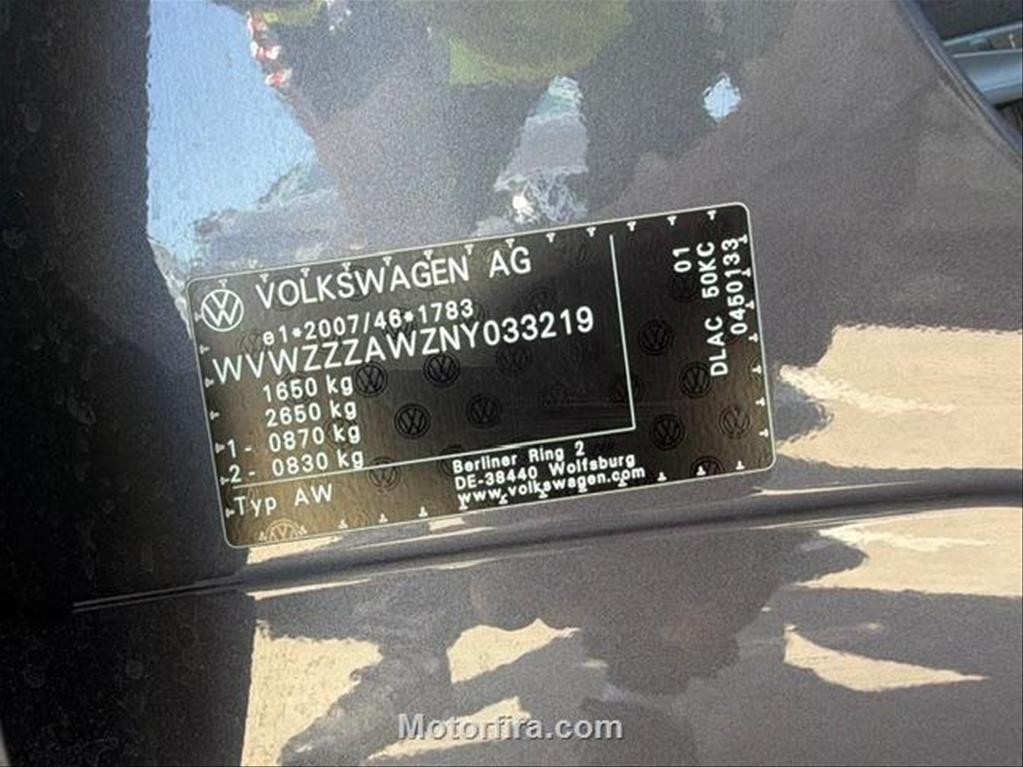 VOLKSWAGEN AG
e1*2007/46*1783
WVWZZZAWZNY033219
1650 kg
2650 kg
1- 0870 kg
2- 0830 kg
Typ AW
Berliner Ring 2
DE-38440 Wolfsburg
www.volkswagen.com
01
DLAC 50KC
0450133
Motorfira.com